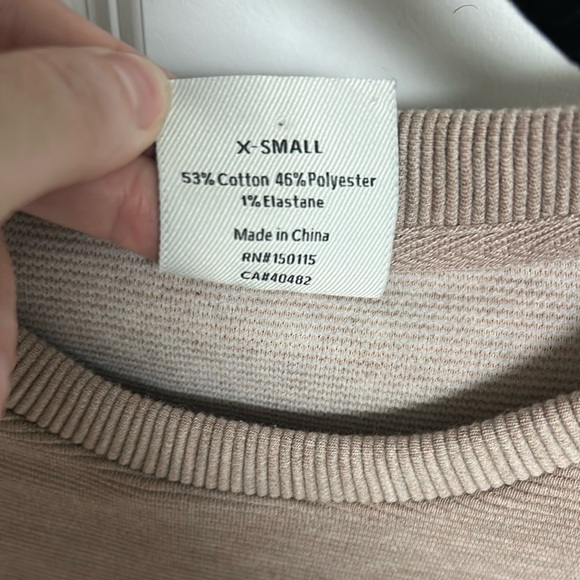 X-SMALL
53% Cotton 46% Polyester
1% Elastane
Made in China
RN#150115
CA#40482